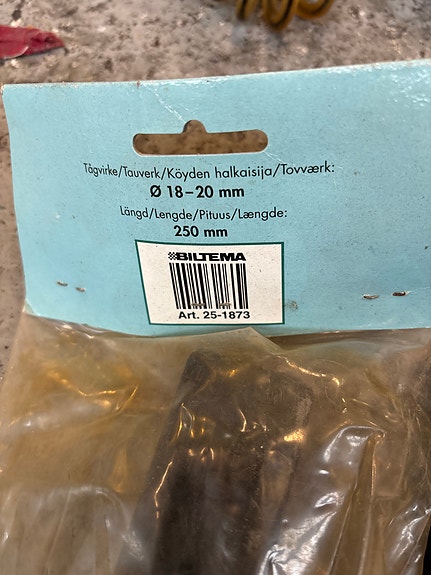 Tågvirke/Tauverk/Köyden halkaisija/Tovværk:
Ø 18–20 mm
Längd/Lengde/Pituus/Længde:
250 mm
BILTEMA
Art. 25-1873